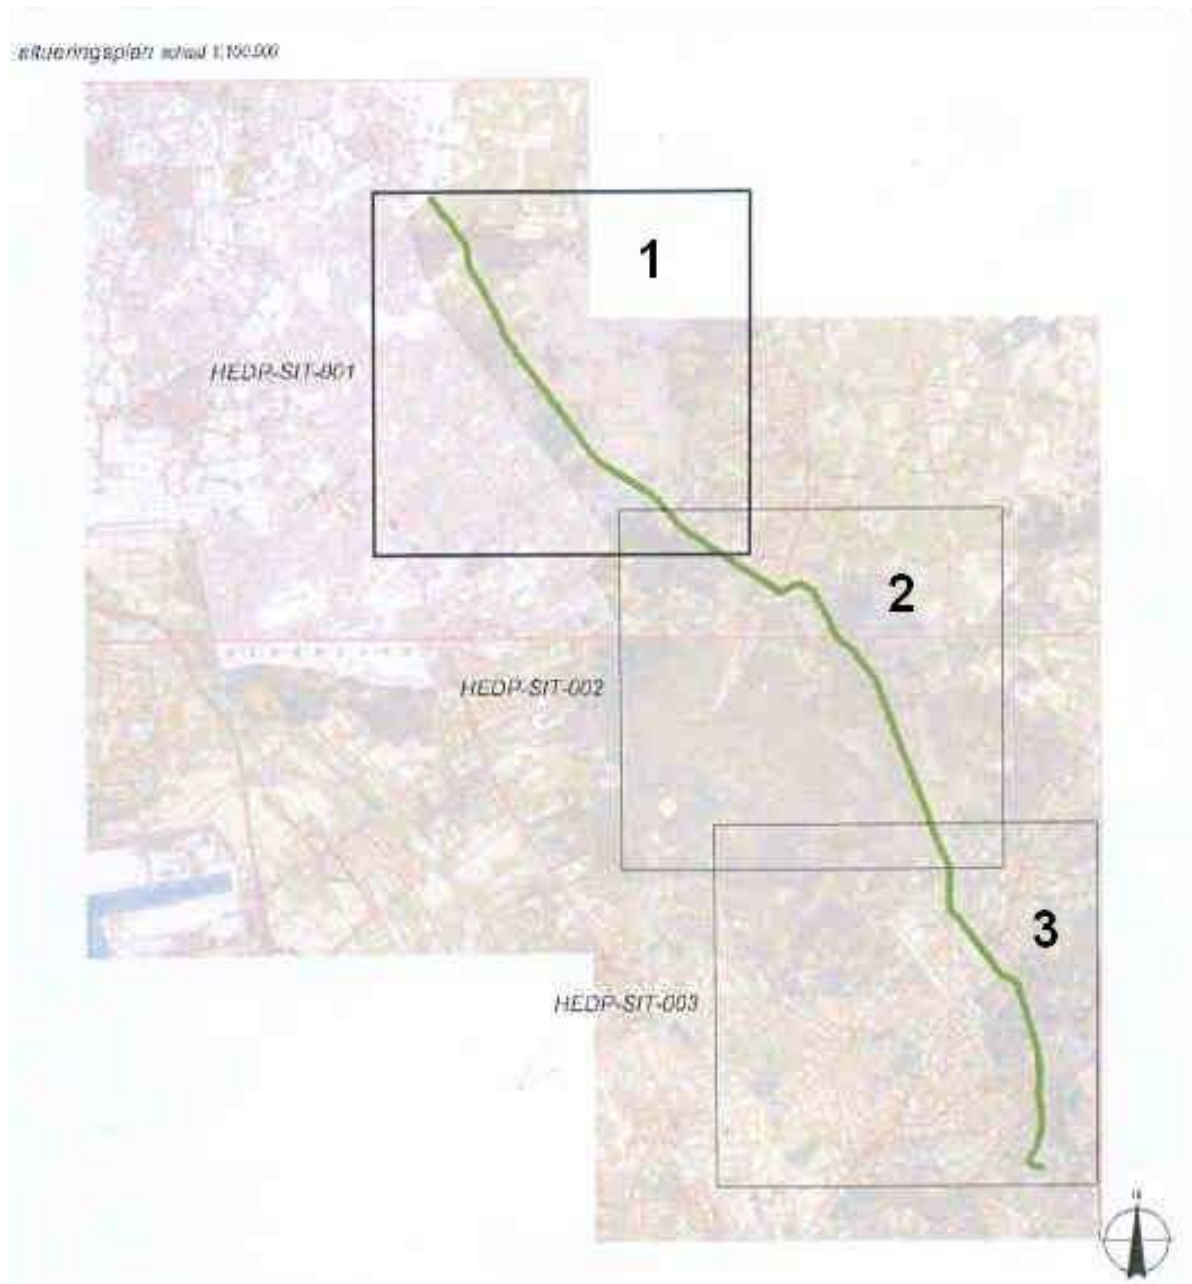 situeringsplan schaal 1:100.000
1
HEDP-SIT-001
2
HEDP-SIT-002
3
HEDP-SIT-003
N